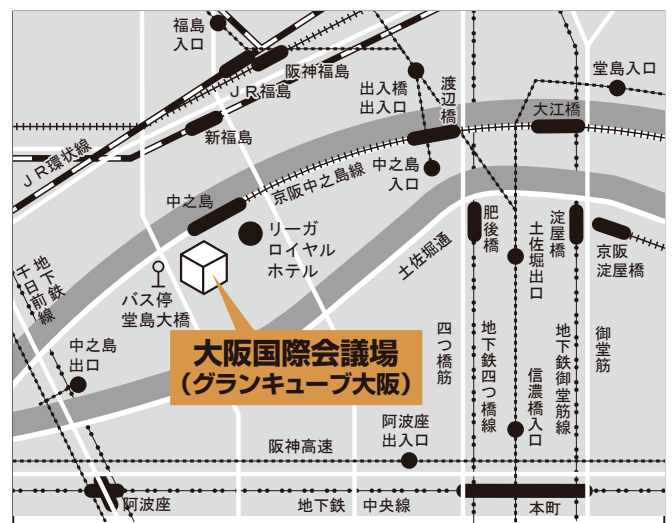 福島
入口
阪神福島
ＪＲ福島
出入橋
出入口
渡辺橋
堂島入口
大江橋
新福島
ＪＲ環状線
中之島
入口
京阪中之島線
中之島
リーガ
ロイヤル
ホテル
肥後橋
淀屋橋
土佐堀出口
京阪
淀屋橋
土佐堀通
地下鉄
千日前線
バス停
堂島大橋
大阪国際会議場
（グランキューブ大阪）
中之島
出口
四つ橋筋
地下鉄四つ橋線
信濃橋入口
地下鉄御堂筋線
御堂筋
阿波座
出入口
阪神高速
阿波座
地下鉄　中央線
本町